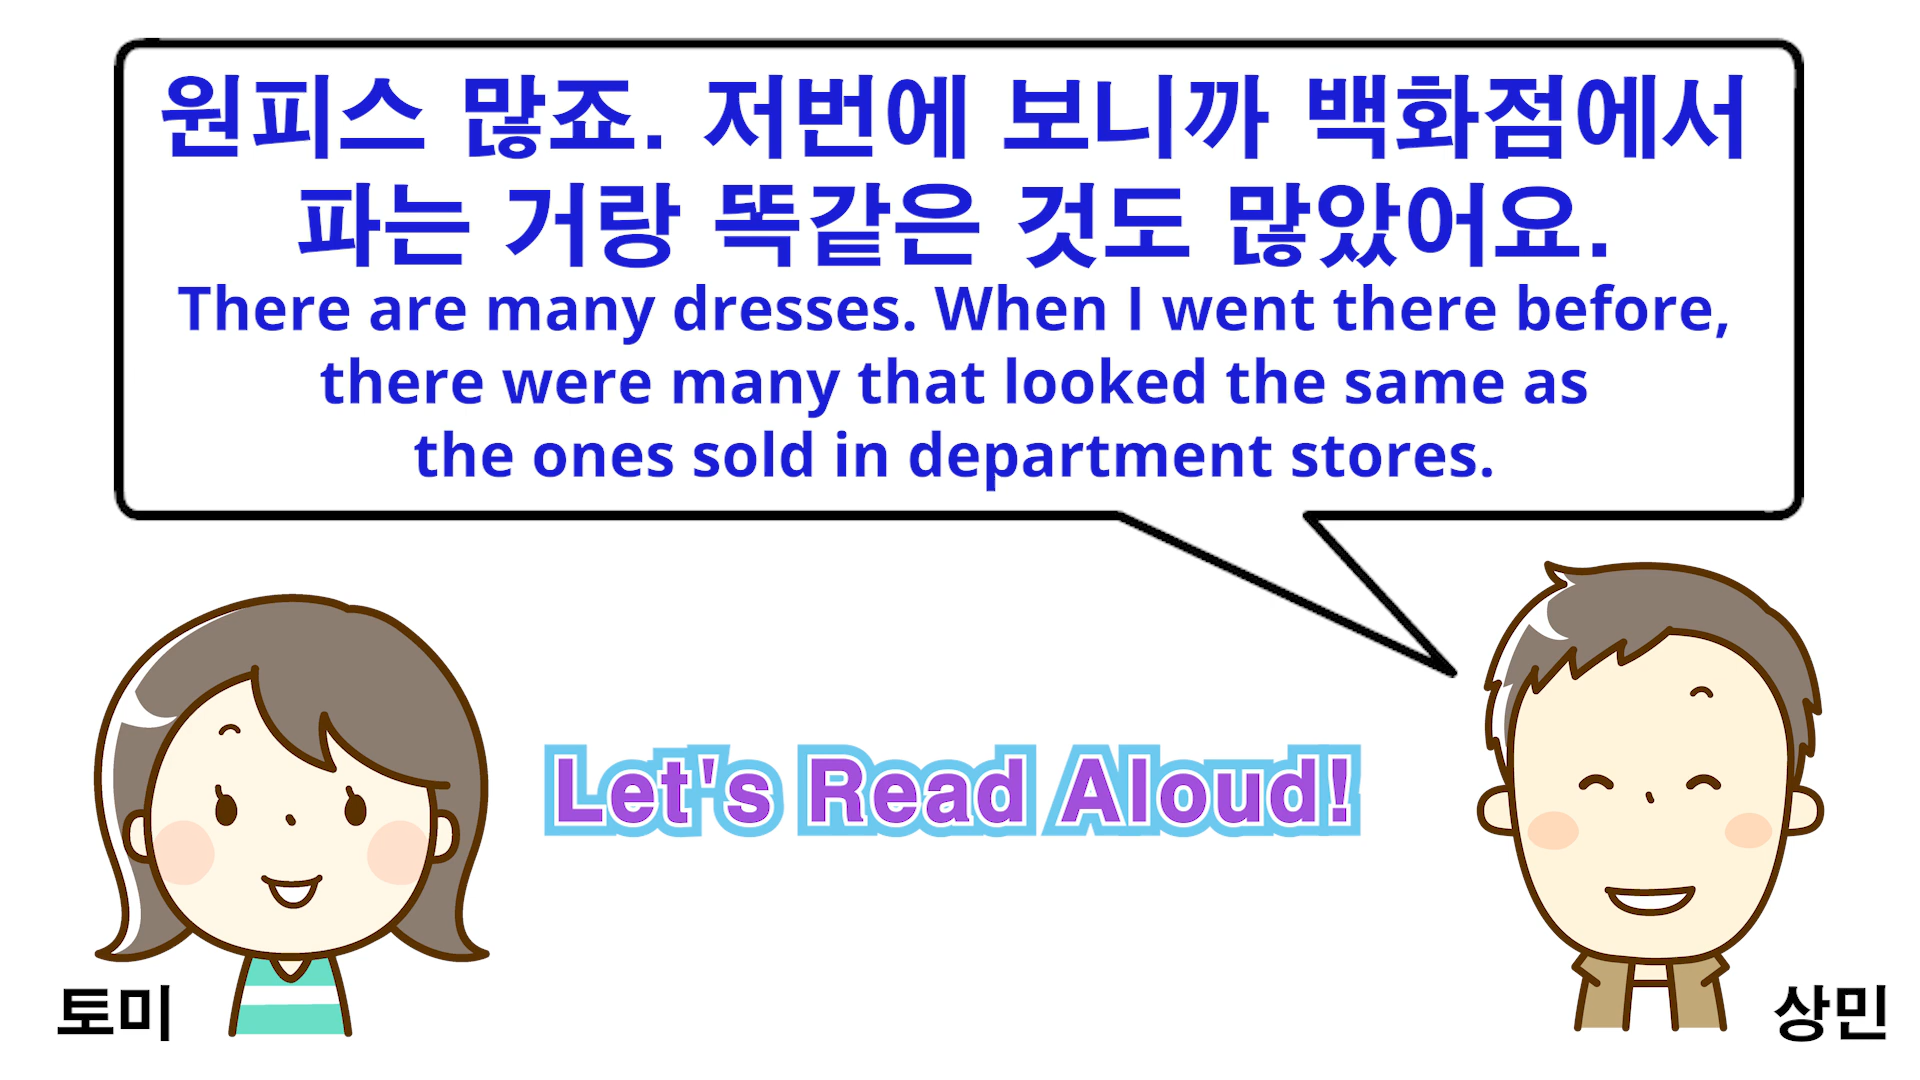 원피스 많죠. 저번에 보니까 백화점에서
파는 거랑 똑같은 것도 많았어요.
There are many dresses. When I went there before,
there were many that looked the same as
the ones sold in department stores.
Let's Read Aloud!
토미
상민